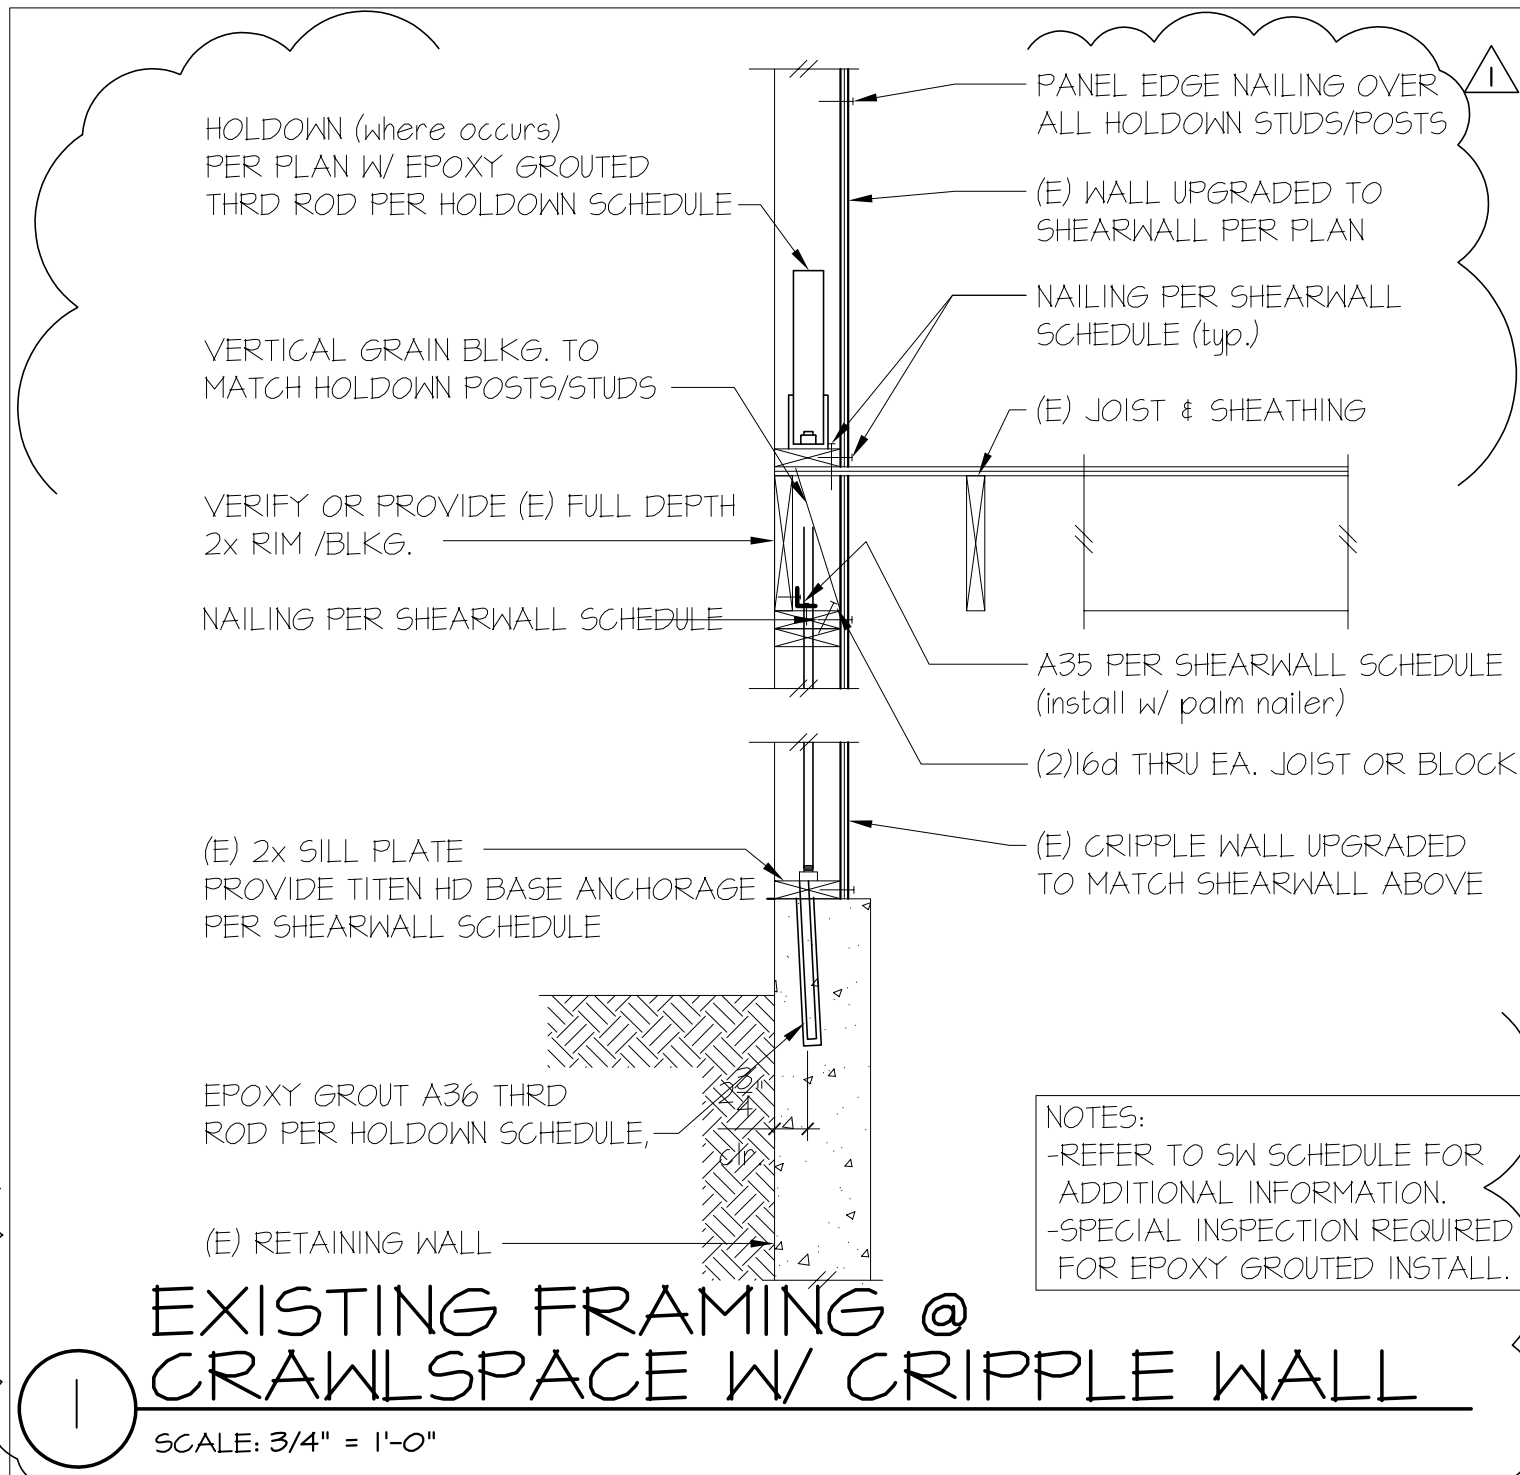 HOLDOWN (where occurs)
PER PLAN W/ EPOXY GROUTED
THRD ROD PER HOLDOWN SCHEDULE
VERTICAL GRAIN BLKG. TO
MATCH HOLDOWN POSTS/STUDS
VERIFY OR PROVIDE (E) FULL DEPTH
2x RIM /BLKG.
NAILING PER SHEARWALL SCHEDULE
(E) 2x SILL PLATE
PROVIDE TITEN HD BASE ANCHORAGE
PER SHEARWALL SCHEDULE
EPOXY GROUT A36 THRD
ROD PER HOLDOWN SCHEDULE,
clr
(E) RETAINING WALL
PANEL EDGE NAILING OVER
ALL HOLDOWN STUDS/POSTS
1
(E) WALL UPGRADED TO
SHEARWALL PER PLAN
NAILING PER SHEARWALL
SCHEDULE (typ.)
(E) JOIST & SHEATHING
A35 PER SHEARWALL SCHEDULE
(install w/ palm nailer)
(2)16d THRU EA. JOIST OR BLOCK
(E) CRIPPLE WALL UPGRADED
TO MATCH SHEARWALL ABOVE
NOTES:
-REFER TO SW SCHEDULE FOR
ADDITIONAL INFORMATION.
-SPECIAL INSPECTION REQUIRED
FOR EPOXY GROUTED INSTALL.
1
EXISTING FRAMING @
CRAWLSPACE W/ CRIPPLE WALL
SCALE: 3/4" = 1'-0"